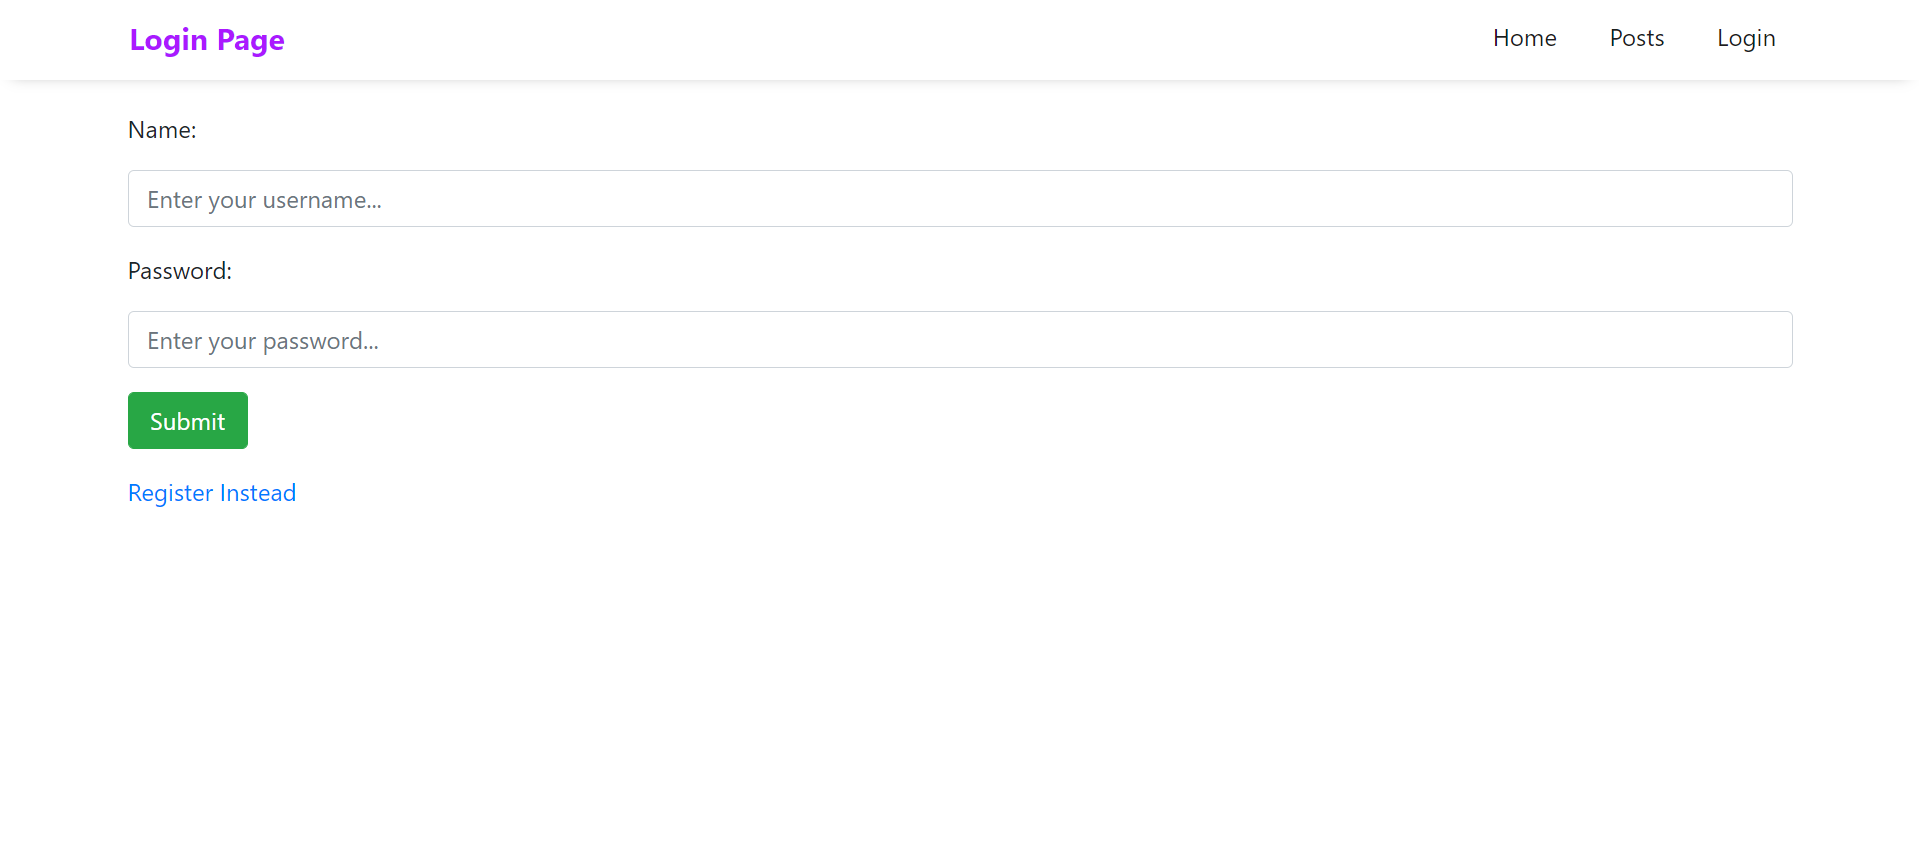 Login Page
Home Posts Login
Name:
Enter your username...
Password:
Enter your password...
Submit
Register Instead